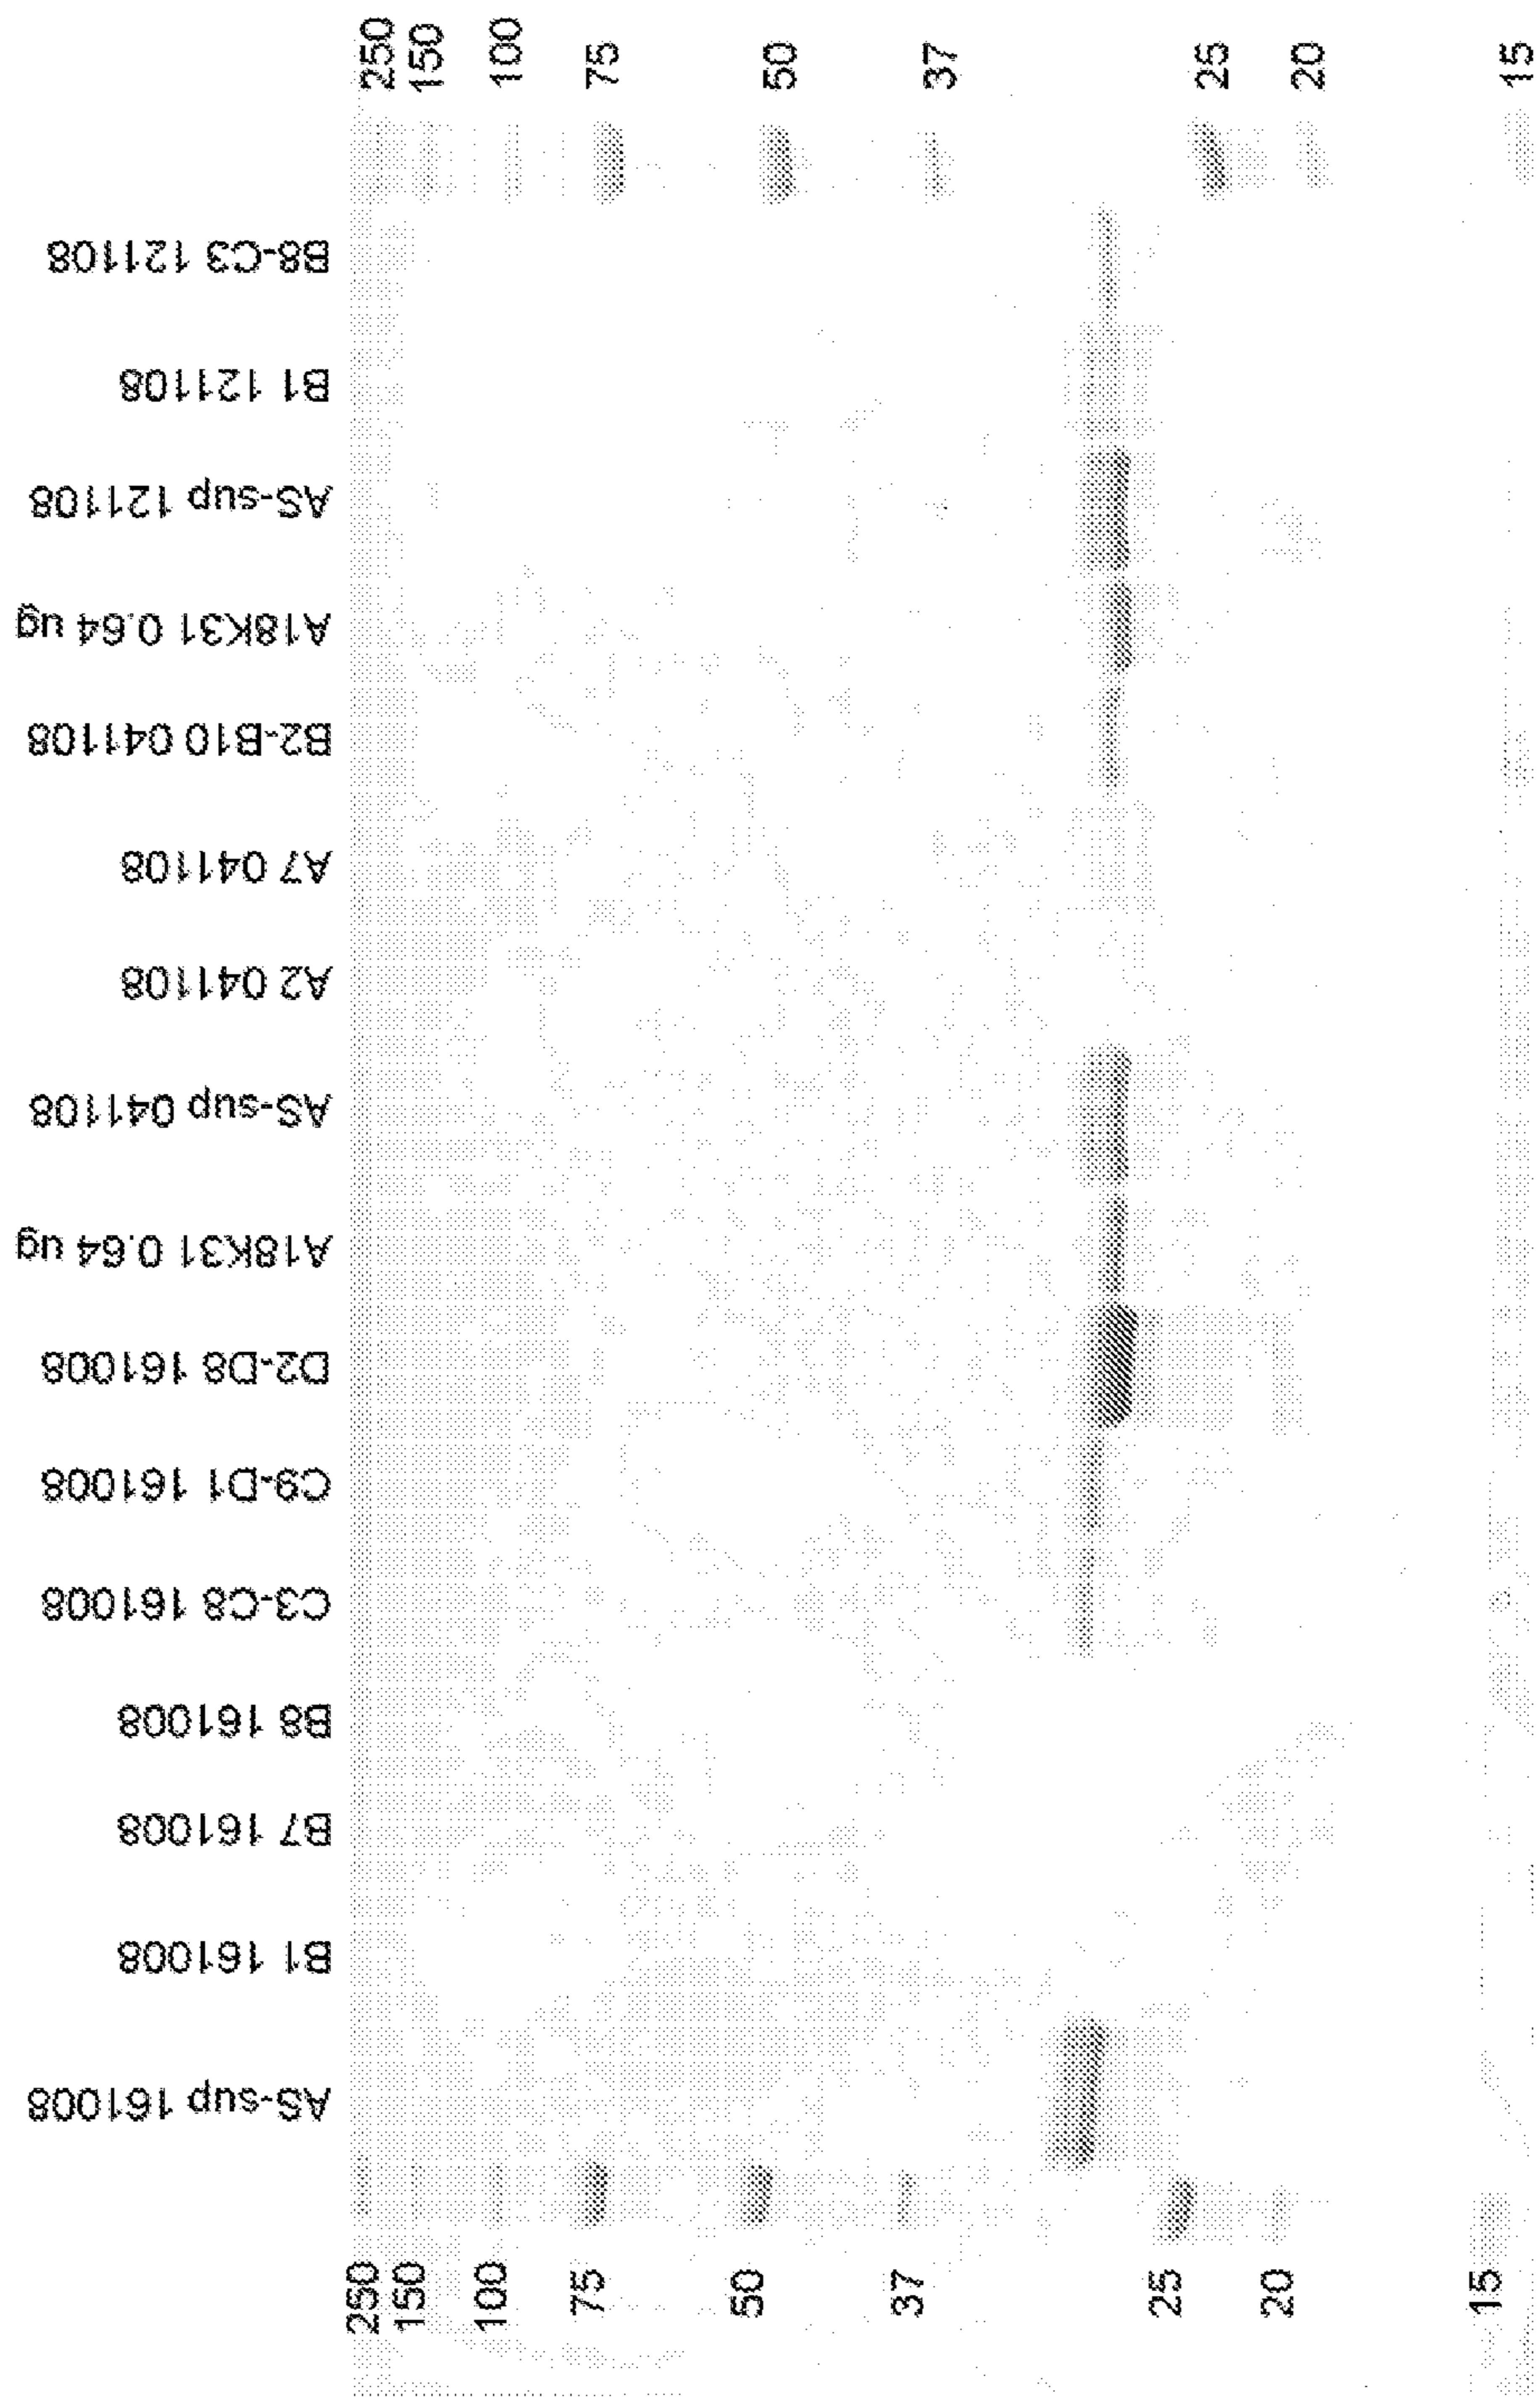 250
150
100
75
50
37
25
20
15
B8-C3 121108
B1 121108
AS-sup 121108
A18K31 0.64 ug
B2-B10 041108
A7 041108
A2 041108
AS-sup 041108
A18K31 0.64 ug
D2-D8 161008
C9-D1 161008
C3-C8 161008
B8 161008
B7 161008
B1 161008
AS-sup 161008
250
150
100
75
50
37
25
20
15